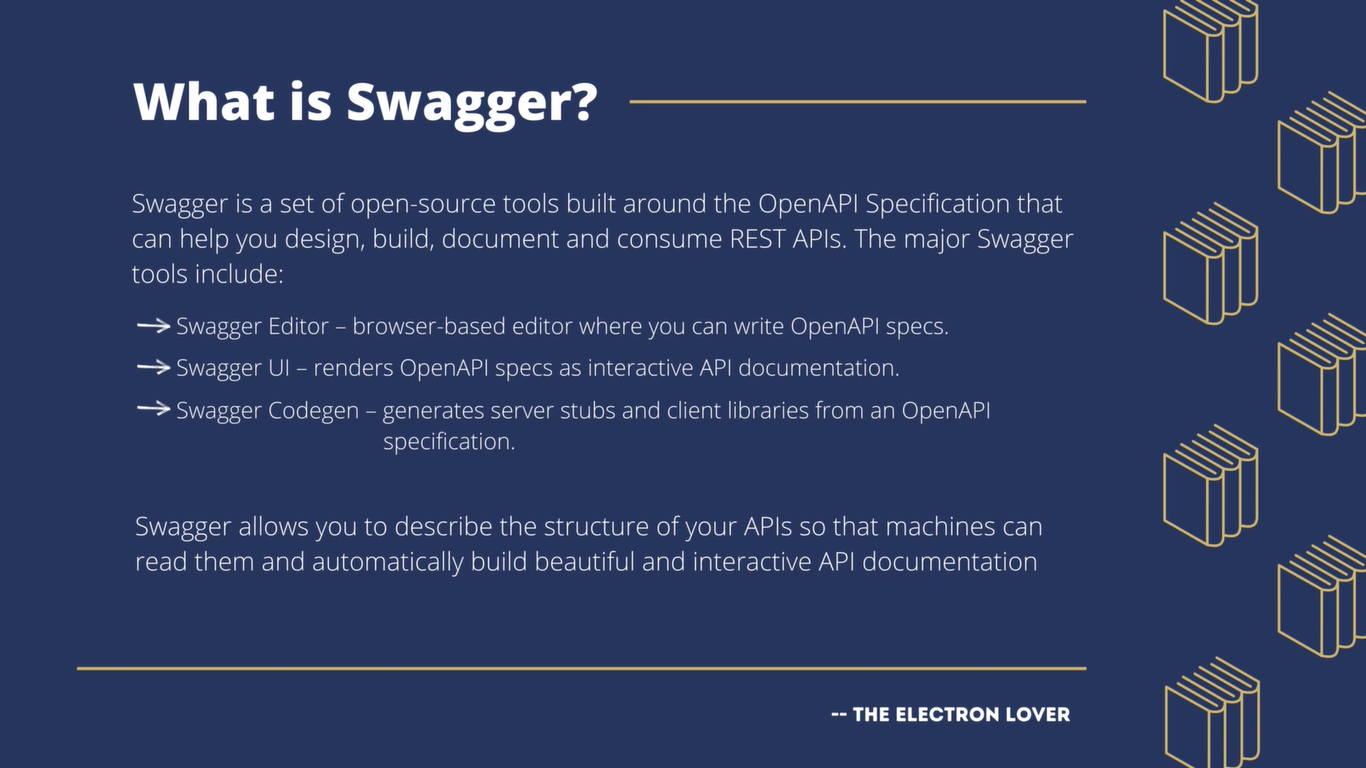 What is Swagger?
Swagger is a set of open-source tools built around the OpenAPI Specification that
can help you design, build, document and consume REST APIs. The major Swagger
tools include:
Swagger Editor – browser-based editor where you can write OpenAPI specs.
Swagger UI – renders OpenAPI specs as interactive API documentation.
Swagger Codegen – generates server stubs and client libraries from an OpenAPI
specification.
Swagger allows you to describe the structure of your APIs so that machines can
read them and automatically build beautiful and interactive API documentation
-- THE ELECTRON LOVER